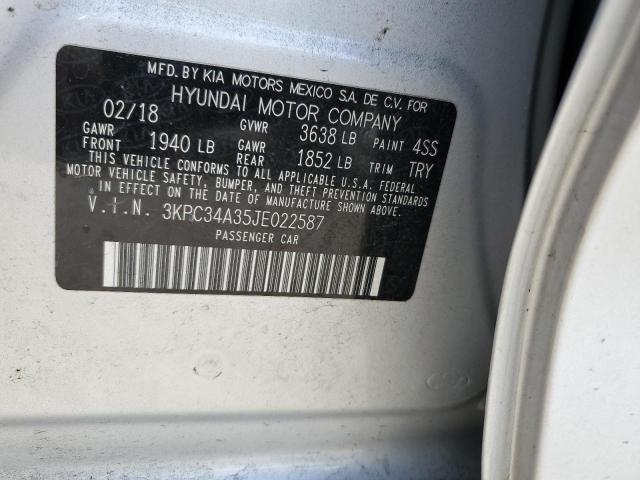 MFD. BY KIA MOTORS MEXICO S.A. DE C.V. FOR
HYUNDAI MOTOR COMPANY
02/18 GVWR 3638 LB PAINT 4SS
GAWR FRONT 1940 LB GAWR REAR 1852 LB TRIM TRY
THIS VEHICLE CONFORMS TO ALL APPLICABLE U.S.A. FEDERAL
MOTOR VEHICLE SAFETY, BUMPER, AND THEFT PREVENTION STANDARDS
IN EFFECT ON THE DATE OF MANUFACTURE SHOWN ABOVE.
V.I.N. 3KPC34A35JE022587
PASSENGER CAR